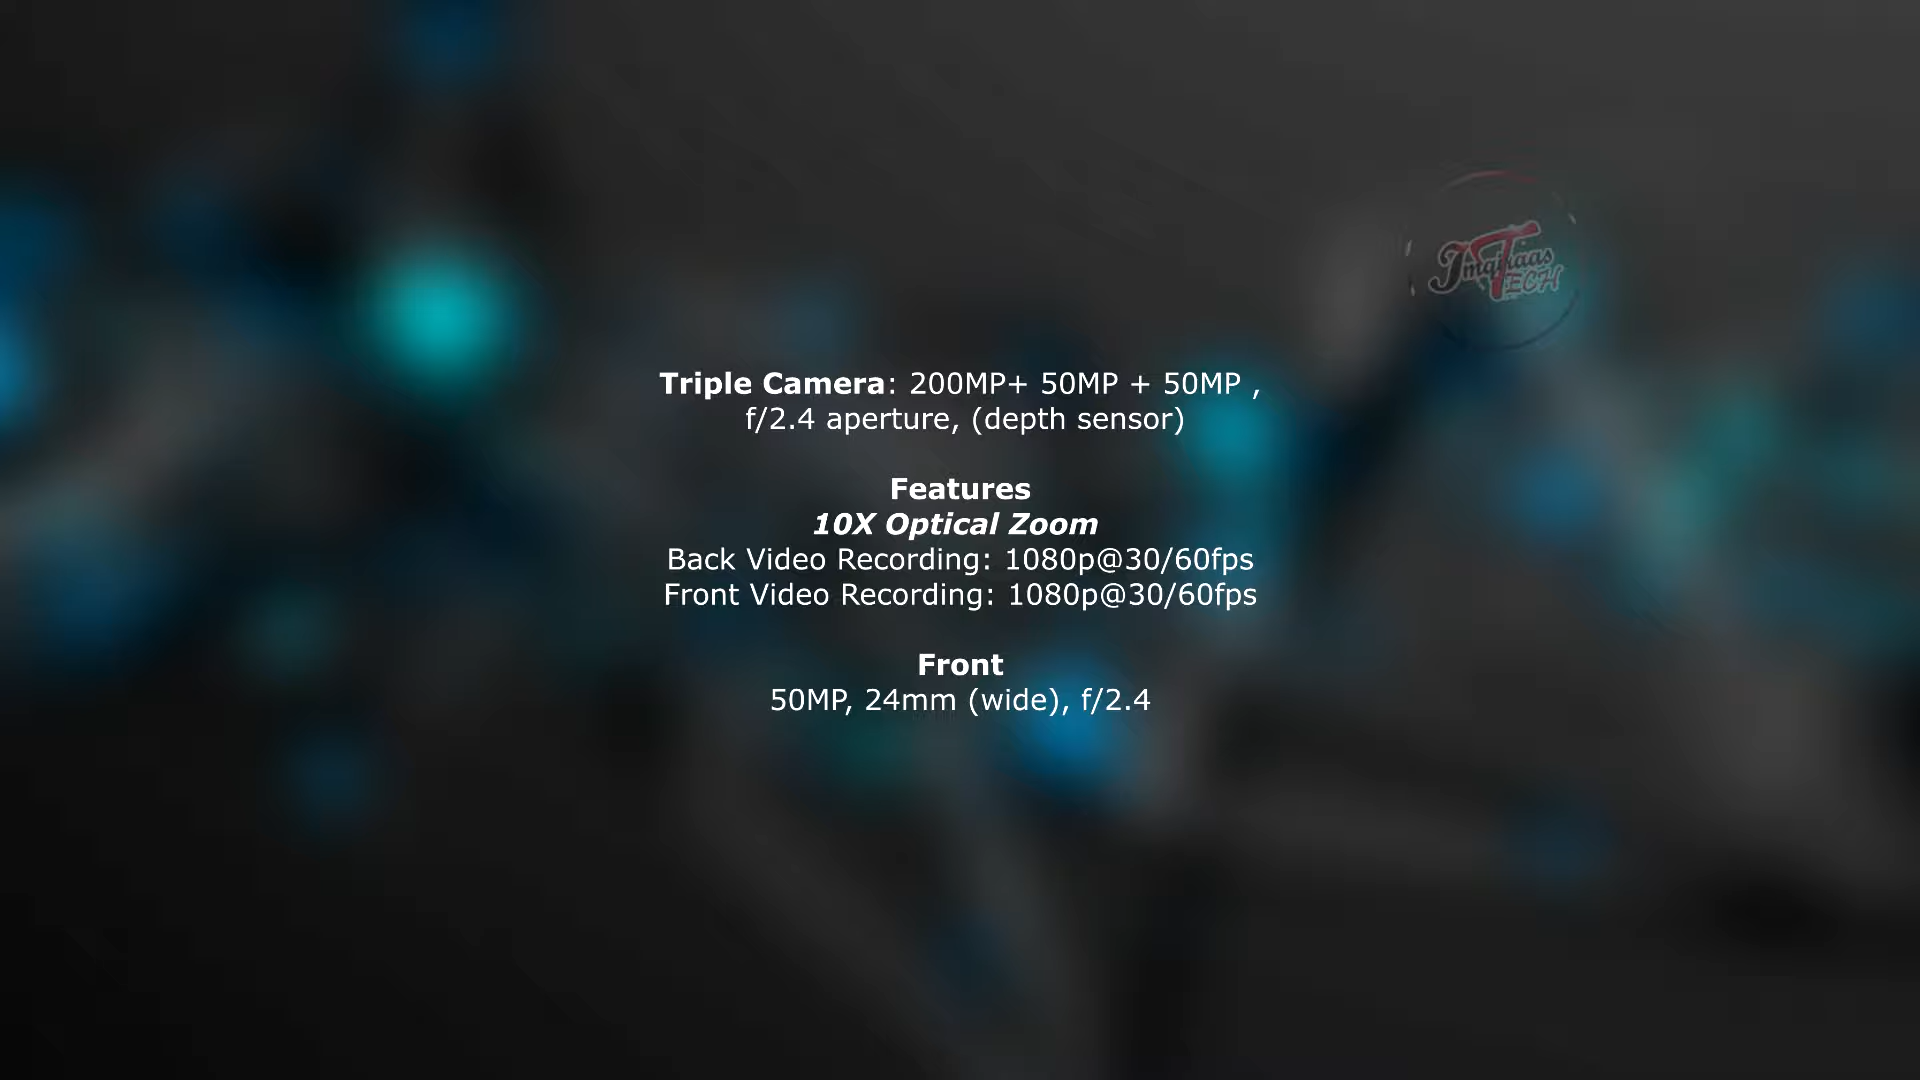 Triple Camera: 200MP+ 50MP + 50MP ,
f/2.4 aperture, (depth sensor)
Features
10X Optical Zoom
Back Video Recording: 1080p@30/60fps
Front Video Recording: 1080p@30/60fps
Front
50MP, 24mm (wide), f/2.4
TECH